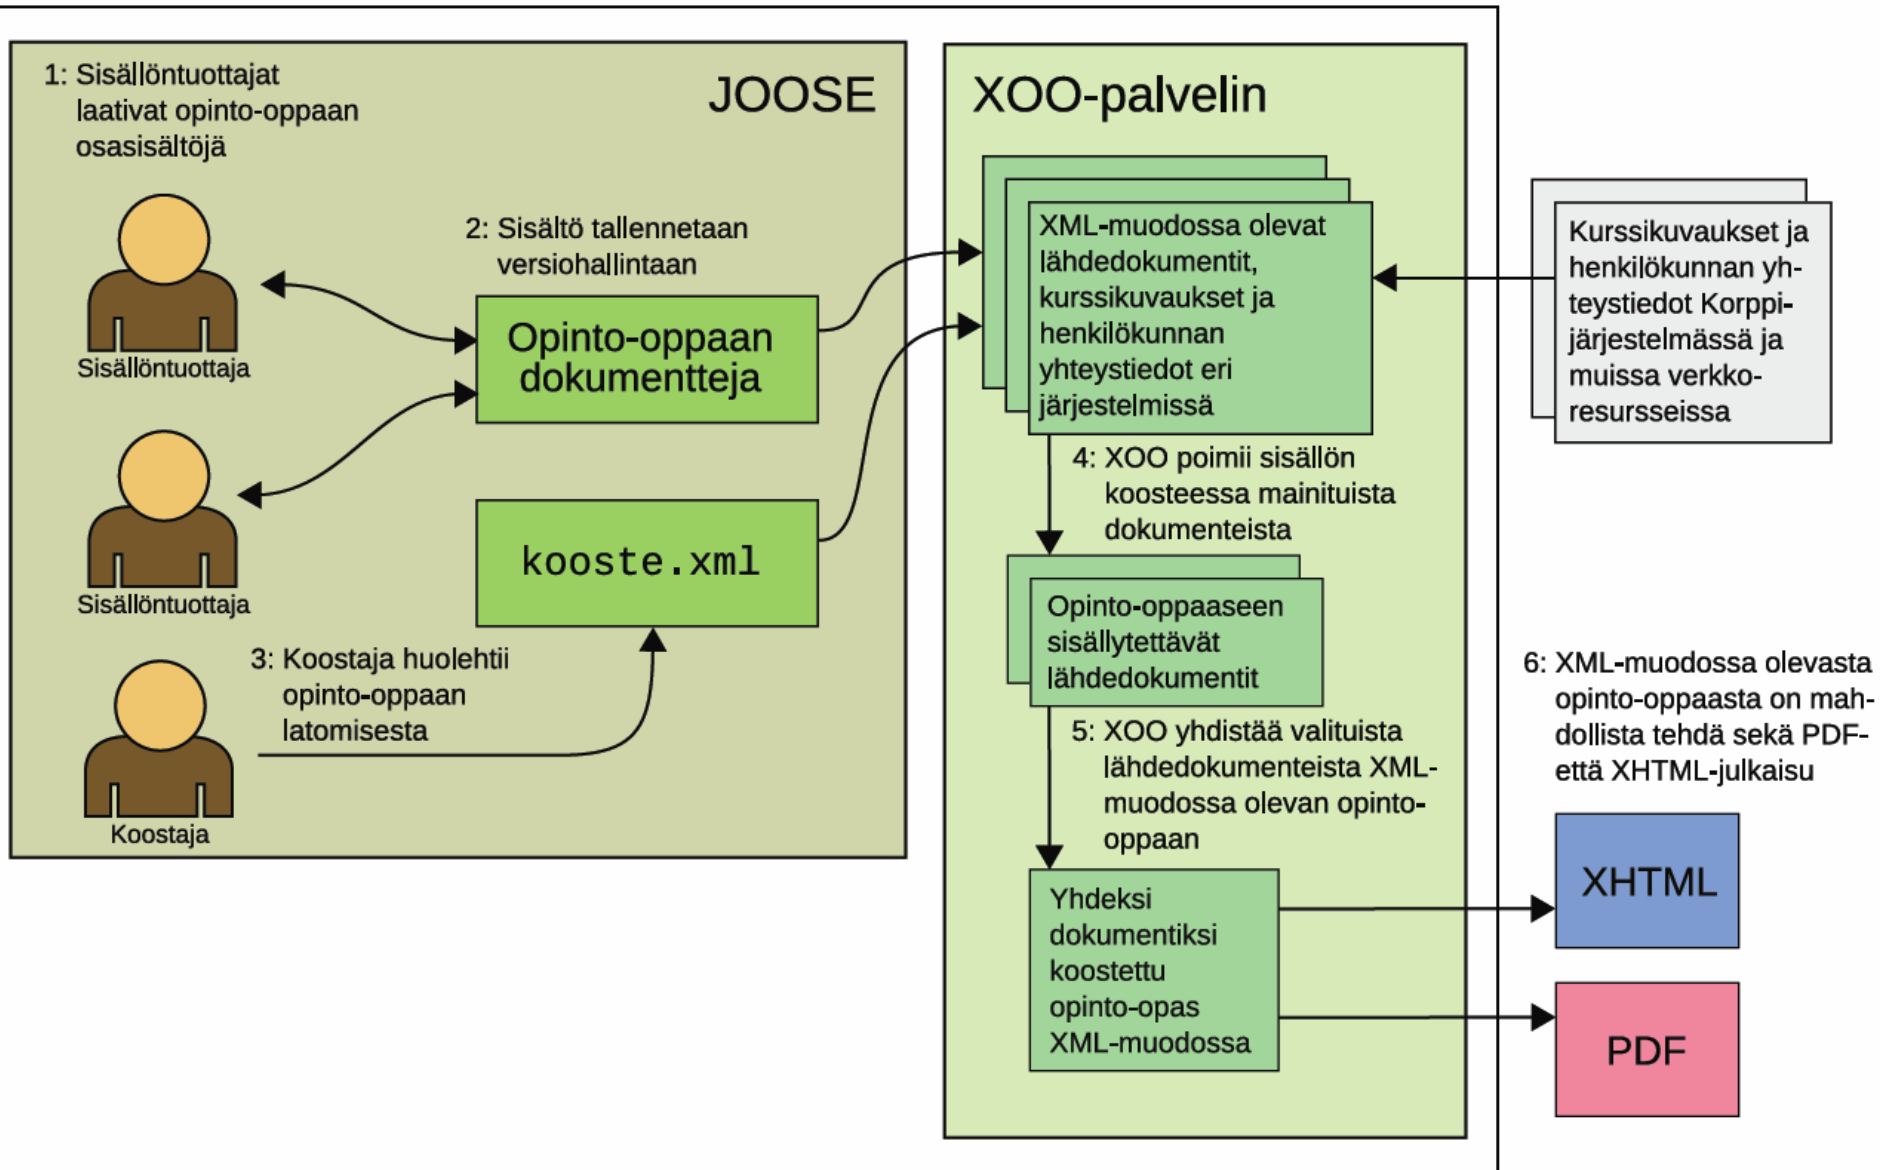 1: Sisällöntuottajat
laativat opinto-oppaan
osasisältöjä
JOOSE
Sisällöntuottaja
2: Sisältö tallennetaan
versiohallintaan
Opinto-oppaan
dokumentteja
Sisällöntuottaja
kooste.xml
3: Koostaja huolehtii
opinto-oppaan
latomisesta
Koostaja
XOO-palvelin
XML-muodossa olevat
lähdedokumentit,
kurssikuvaukset ja
henkilökunnan
yhteystiedot eri
järjestelmissä
Kurssikuvaukset ja
henkilökunnan yh-
teystiedot Korppi-
järjestelmässä ja
muissa verkko-
resursseissa
4: XOO poimii sisällön
koosteessa mainituista
dokumenteista
Opinto-oppaaseen
sisällytettävät
lähdedokumentit
5: XOO yhdistää valituista
lähdedokumenteista XML-
muodossa olevan opinto-
oppaan
Yhdeksi
dokumentiksi
koostettu
opinto-opas
XML-muodossa
6: XML-muodossa olevasta
opinto-oppaasta on mah-
dollista tehdä sekä PDF-
että XHTML-julkaisu
XHTML
PDF